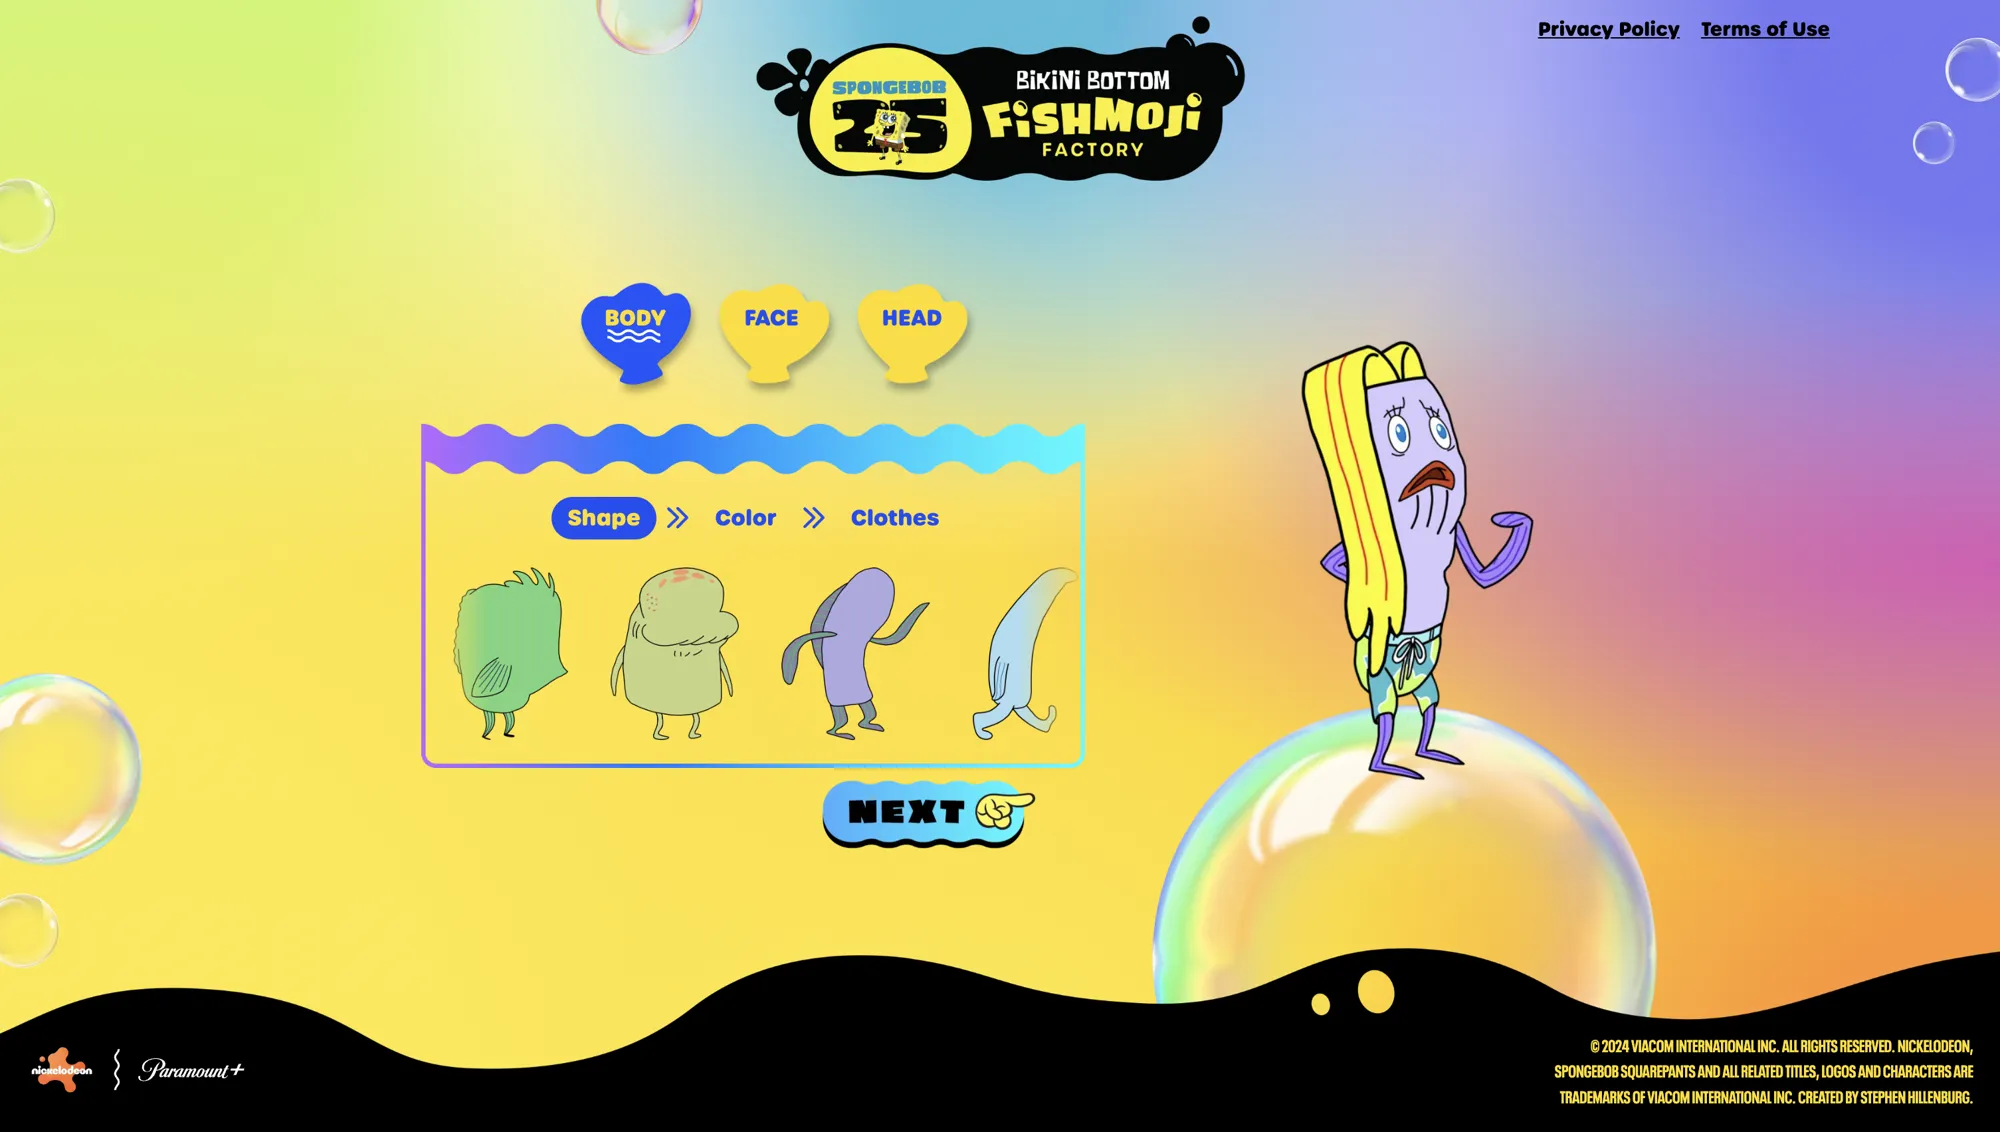 Privacy Policy Terms of Use
SPONGEBOB
25
BIKINI BOTTOM
FISHMOJI
FACTORY
BODY FACE HEAD
Shape Color Clothes
NEXT
nickelodeon Paramount+
© 2024 VIACOM INTERNATIONAL INC. ALL RIGHTS RESERVED. NICKELODEON,
SPONGEBOB SQUAREPANTS AND ALL RELATED TITLES, LOGOS AND CHARACTERS ARE
TRADEMARKS OF VIACOM INTERNATIONAL INC. CREATED BY STEPHEN HILLENBURG.